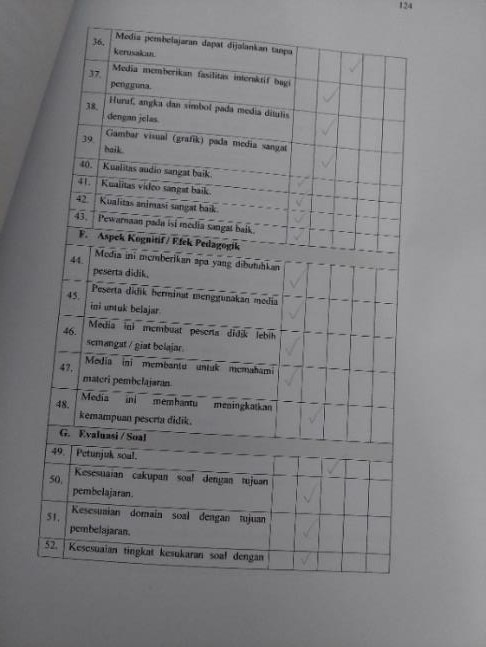 124
36. Media pembelajaran dapat dijalankan tanpa
kerusakan.
37. Media memberikan fasilitas interaktif bagi
pengguna.
38. Huruf, angka dan simbol pada media ditulis
dengan jelas.
39. Gambar visual (grafik) pada media sangat
baik.
40. Kualitas audio sangat baik.
41. Kualitas video sangat baik.
42. Kualitas animasi sangat baik.
43. Pewarnaan pada isi media sangat baik.
F. Aspek Kognitif / Efek Pedagogik
44. Media ini memberikan apa yang dibutuhkan
peserta didik.
45. Peserta didik berminat menggunakan media
ini untuk belajar.
46. Media ini membuat peserta didik lebih
semangat / giat belajar.
47. Media ini membantu untuk memahami
materi pembelajaran.
48. Media ini membantu meningkatkan
kemampuan peserta didik.
G. Evaluasi / Soal
49. Petunjuk soal.
50. Kesesuaian cakupan soal dengan tujuan
pembelajaran.
51. Kesesuaian domain soal dengan tujuan
pembelajaran.
52. Kesesuaian tingkat kesukaran soal dengan